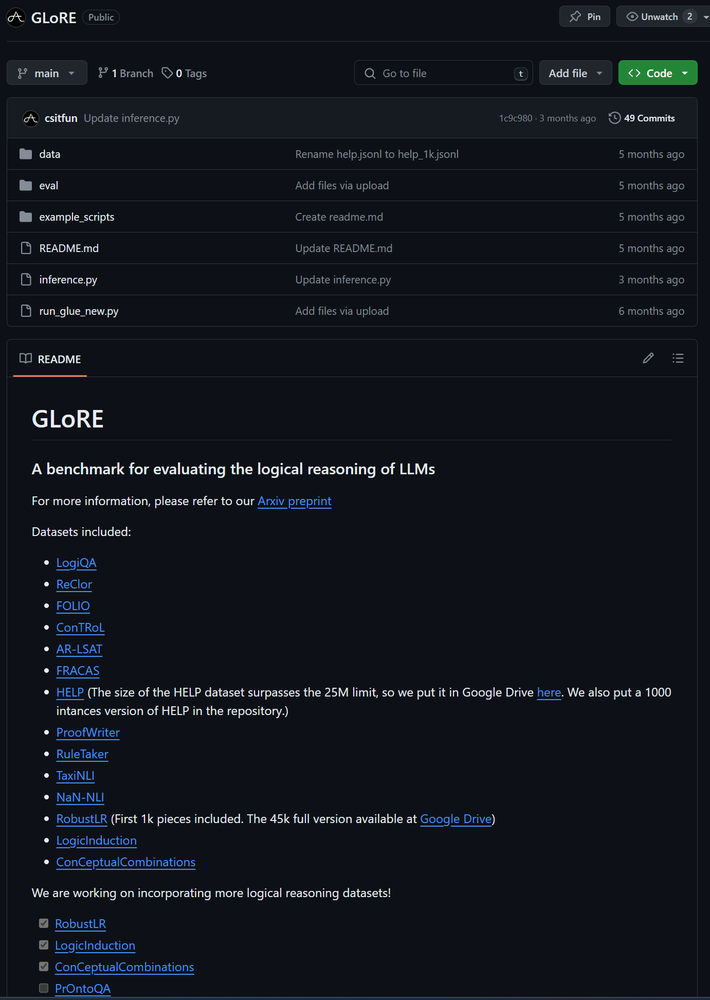 GLoRE Public Pin Unwatch 2
main 1 Branch 0 Tags Go to file t Add file Code
csitfun Update inference.py 1c9c980 · 3 months ago 49 Commits
data Rename help.jsonl to help_1k.jsonl 5 months ago
eval Add files via upload 5 months ago
example_scripts Create readme.md 5 months ago
README.md Update README.md 5 months ago
inference.py Update inference.py 3 months ago
run_glue_new.py Add files via upload 6 months ago
README
GLoRE
A benchmark for evaluating the logical reasoning of LLMs
For more information, please refer to our Arxiv preprint
Datasets included:
LogiQA
ReClor
FOLIO
ConTRoL
AR-LSAT
FRACAS
HELP (The size of the HELP dataset surpasses the 25M limit, so we put it in Google Drive here. We also put a 1000
intances version of HELP in the repository.)
ProofWriter
RuleTaker
TaxiNLI
NaN-NLI
RobustLR (First 1k pieces included. The 45k full version available at Google Drive)
LogicInduction
ConCeptualCombinations
We are working on incorporating more logical reasoning datasets!
RobustLR
LogicInduction
ConCeptualCombinations
PrOntoQA